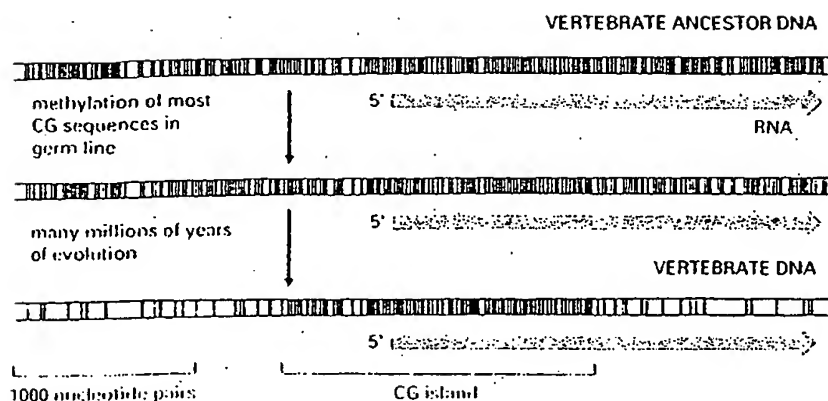 VERTEBRATE ANCESTOR DNA
methylation of most
CG sequences in
germ line
5'
RNA
many millions of years
of evolution
5'
VERTEBRATE DNA
5'
1000 nucleotide pairs
CG island